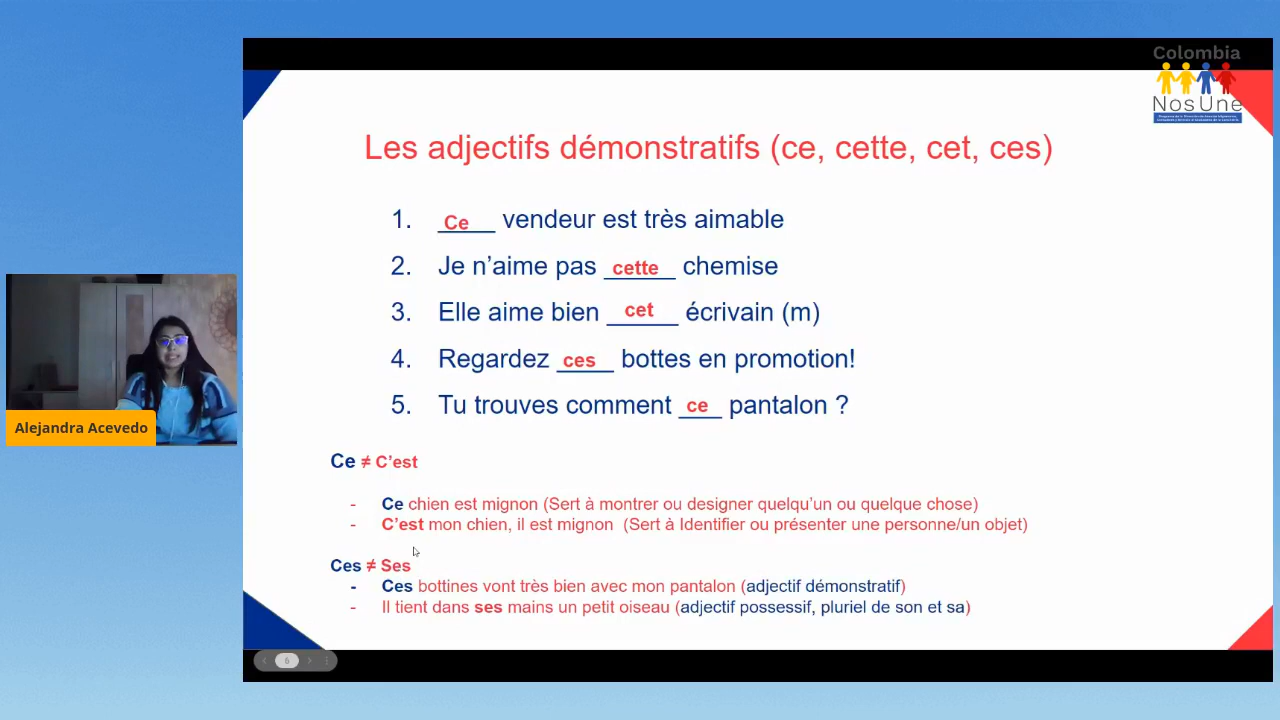 Colombia
NosUne
Les adjectifs démonstratifs (ce, cette, cet, ces)
1. Ce vendeur est très aimable
2. Je n'aime pas cette chemise
3. Elle aime bien cet écrivain (m)
4. Regardez ces bottes en promotion!
5. Tu trouves comment ce pantalon ?
Alejandra Acevedo
Ce ≠ C'est
- Ce chien est mignon (Sert à montrer ou designer quelqu'un ou quelque chose)
- C'est mon chien, il est mignon (Sert à Identifier ou présenter une personne/un objet)
Ces ≠ Ses
- Ces bottines vont très bien avec mon pantalon (adjectif démonstratif)
- Il tient dans ses mains un petit oiseau (adjectif possessif, pluriel de son et sa)
6